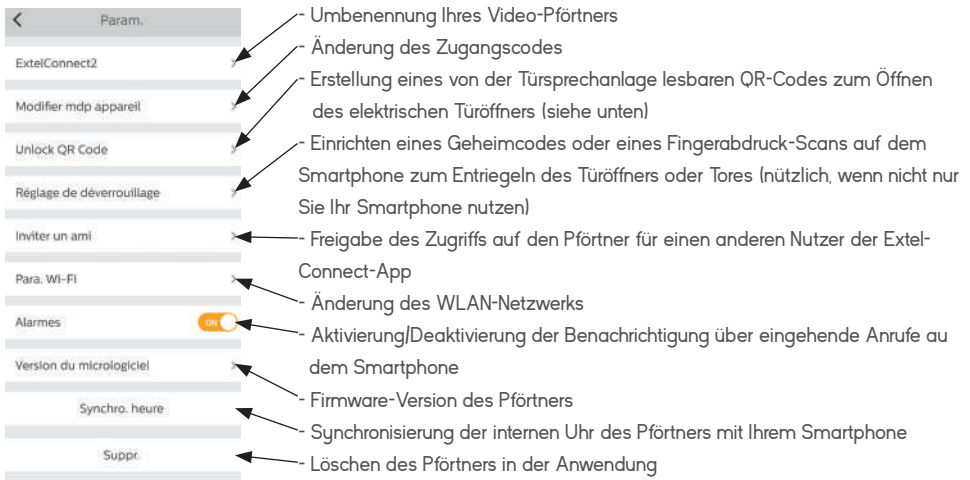 Param.
ExtelConnect2
Modifier mdp appareil
Unlock QR Code
Réglage de déverrouillage
Inviter un ami
Para. Wi-Fi
Alarmes ON
Version du micrologiciel
Synchro. heure
Suppr.
- Umbenennung Ihres Video-Pförtners
- Änderung des Zugangscodes
- Erstellung eines von der Türsprechanlage lesbaren QR-Codes zum Öffnen
des elektrischen Türöffners (siehe unten)
- Einrichten eines Geheimcodes oder eines Fingerabdruck-Scans auf dem
Smartphone zum Entriegeln des Türöffners oder Tores (nützlich, wenn nicht nur
Sie Ihr Smartphone nutzen)
- Freigabe des Zugriffs auf den Pförtner für einen anderen Nutzer der Extel-
Connect-App
- Änderung des WLAN-Netzwerks
- Aktivierung/Deaktivierung der Benachrichtigung über eingehende Anrufe au
dem Smartphone
- Firmware-Version des Pförtners
- Synchronisierung der internen Uhr des Pförtners mit Ihrem Smartphone
- Löschen des Pförtners in der Anwendung